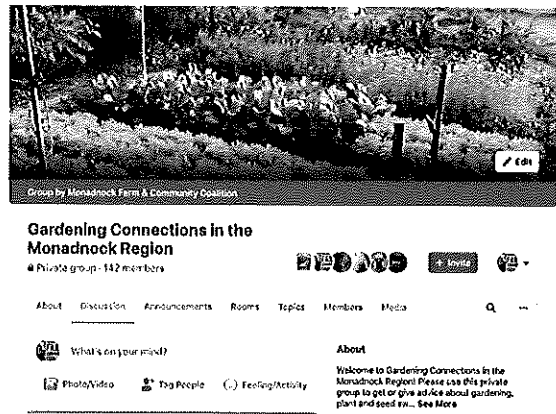 Edit
Group by Monadnock Farm & Community Coalition
Gardening Connections in the
Monadnock Region
Private group · 142 members
+ Invite
About Discussion Announcements Rooms Topics Members Media
What's on your mind?
Photo/Video Tag People Feeling/Activity
About
Welcome to Gardening Connections in the
Monadnock Region! Please use this private
group to get or give advice about gardening,
plant and seed sw... See More